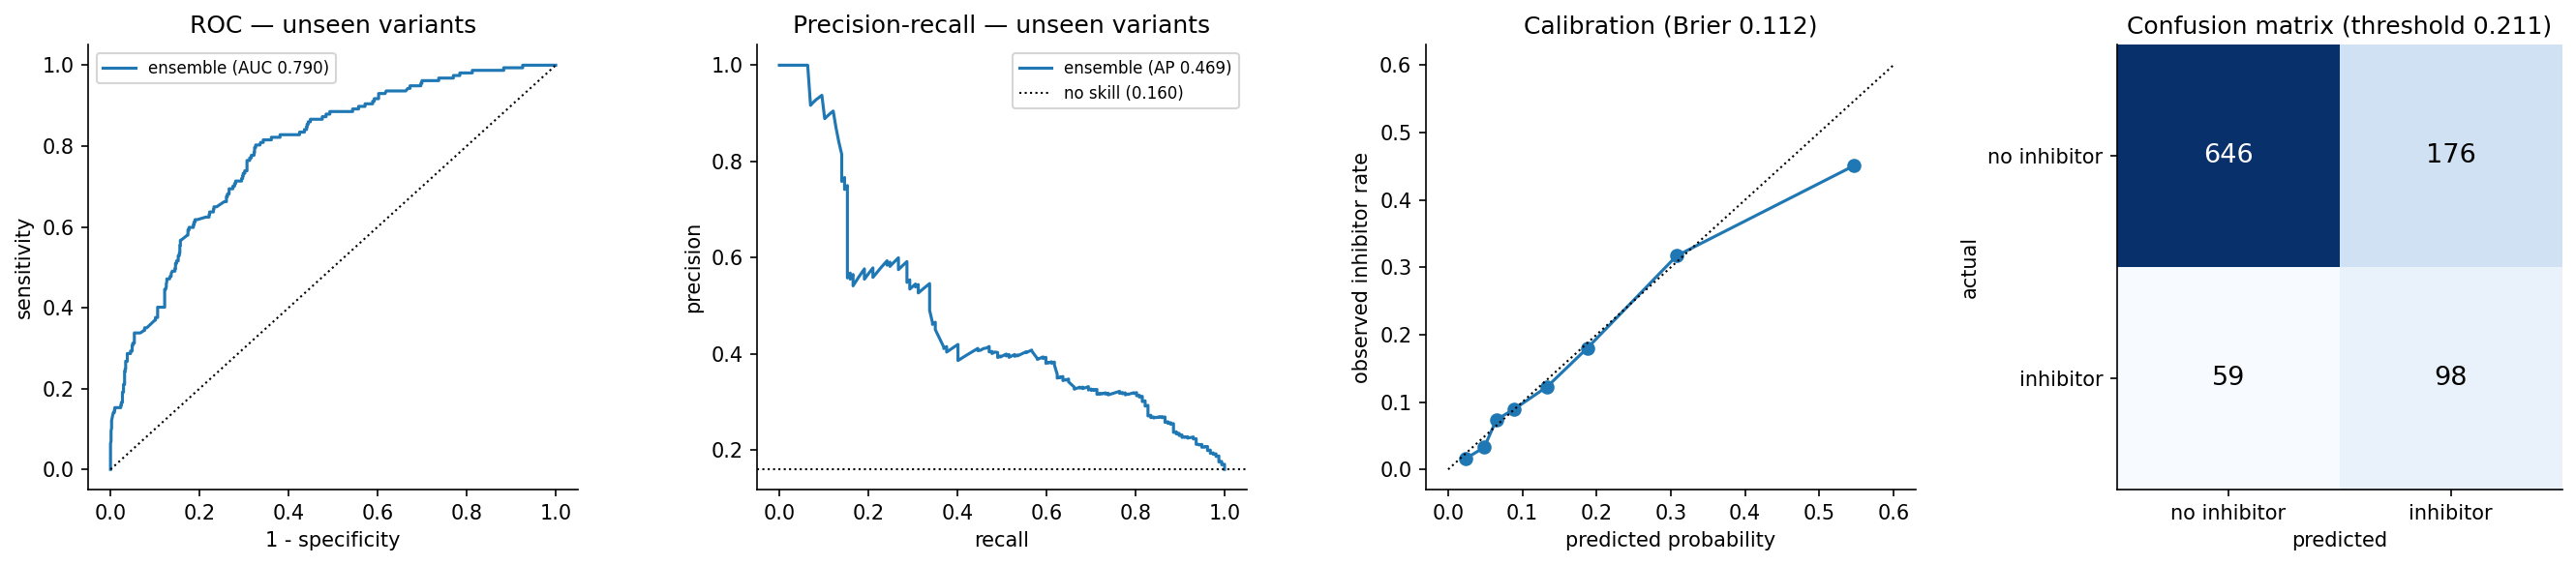 ROC — unseen variants
ensemble (AUC 0.790)
1.0
0.8
0.6
0.4
0.2
0.0
sensitivity
0.0 0.2 0.4 0.6 0.8 1.0
1 - specificity
Precision-recall — unseen variants
ensemble (AP 0.469)
no skill (0.160)
1.0
0.8
0.6
0.4
0.2
precision
0.0 0.2 0.4 0.6 0.8 1.0
recall
Calibration (Brier 0.112)
0.6
0.5
0.4
0.3
0.2
0.1
0.0
observed inhibitor rate
0.0 0.1 0.2 0.3 0.4 0.5 0.6
predicted probability
Confusion matrix (threshold 0.211)
no inhibitor 646 176
actual
inhibitor 59 98
no inhibitor inhibitor
predicted